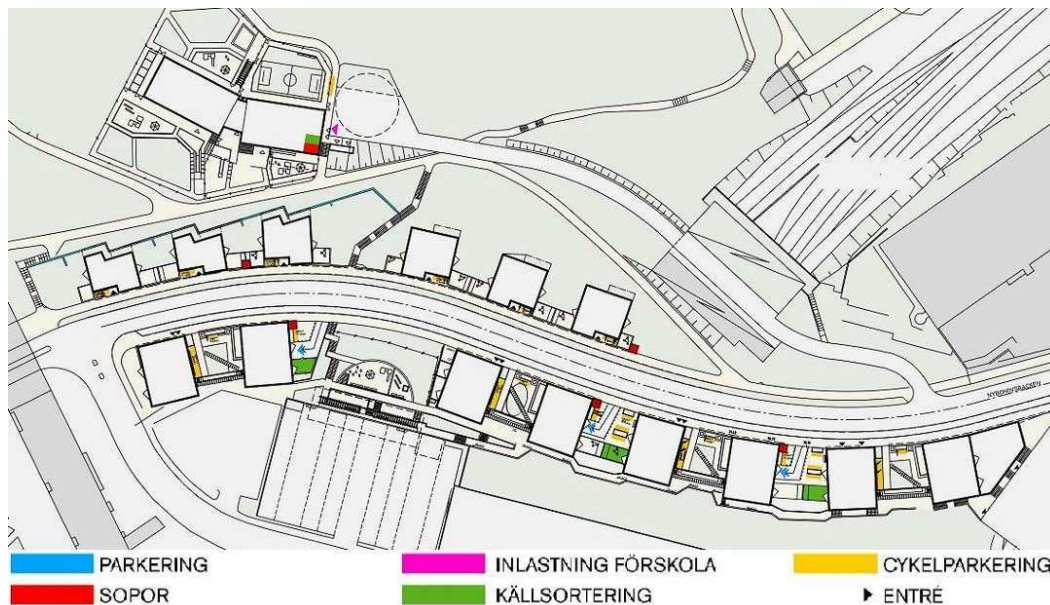 PARKERING
INLASTNING FÖRSKOLA
CYKELPARKERING
SOPOR
KÄLLSORTERING
ENTRÉ